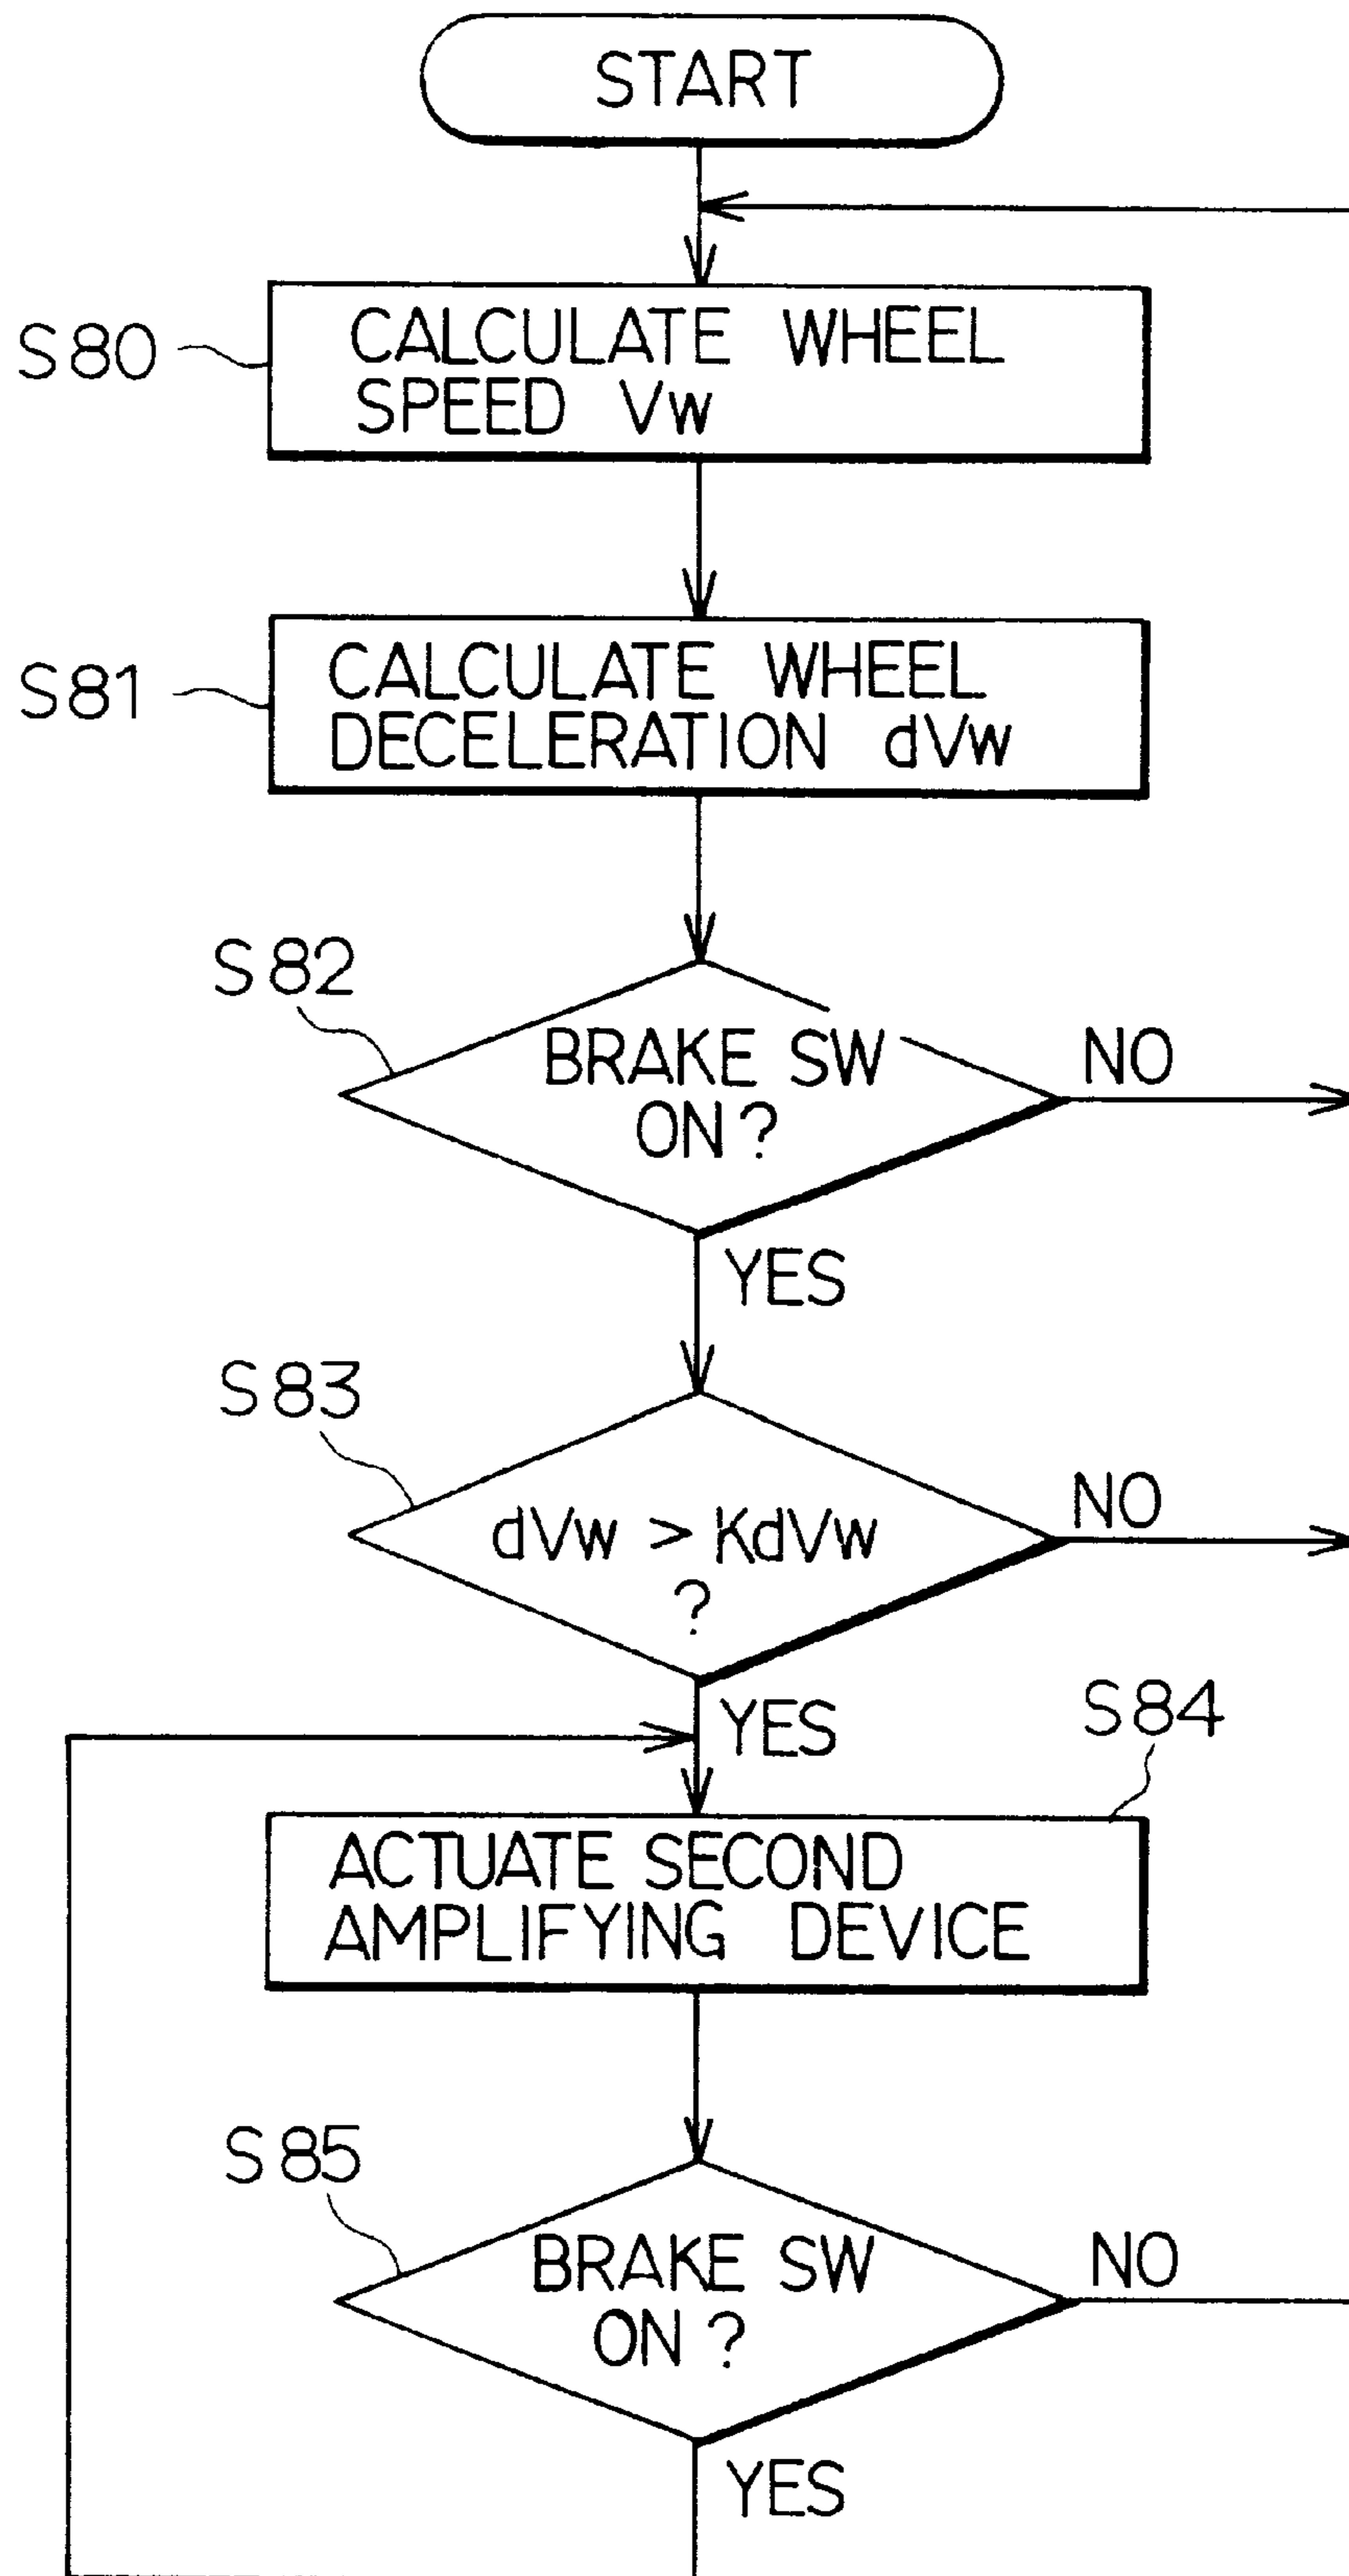 START
S80
CALCULATE WHEEL
SPEED Vw
S81
CALCULATE WHEEL
DECELERATION dVw
S82
BRAKE SW
ON?
NO
YES
S83
dVw > KdVw
?
NO
YES
S84
ACTUATE SECOND
AMPLIFYING DEVICE
S85
BRAKE SW
ON?
NO
YES